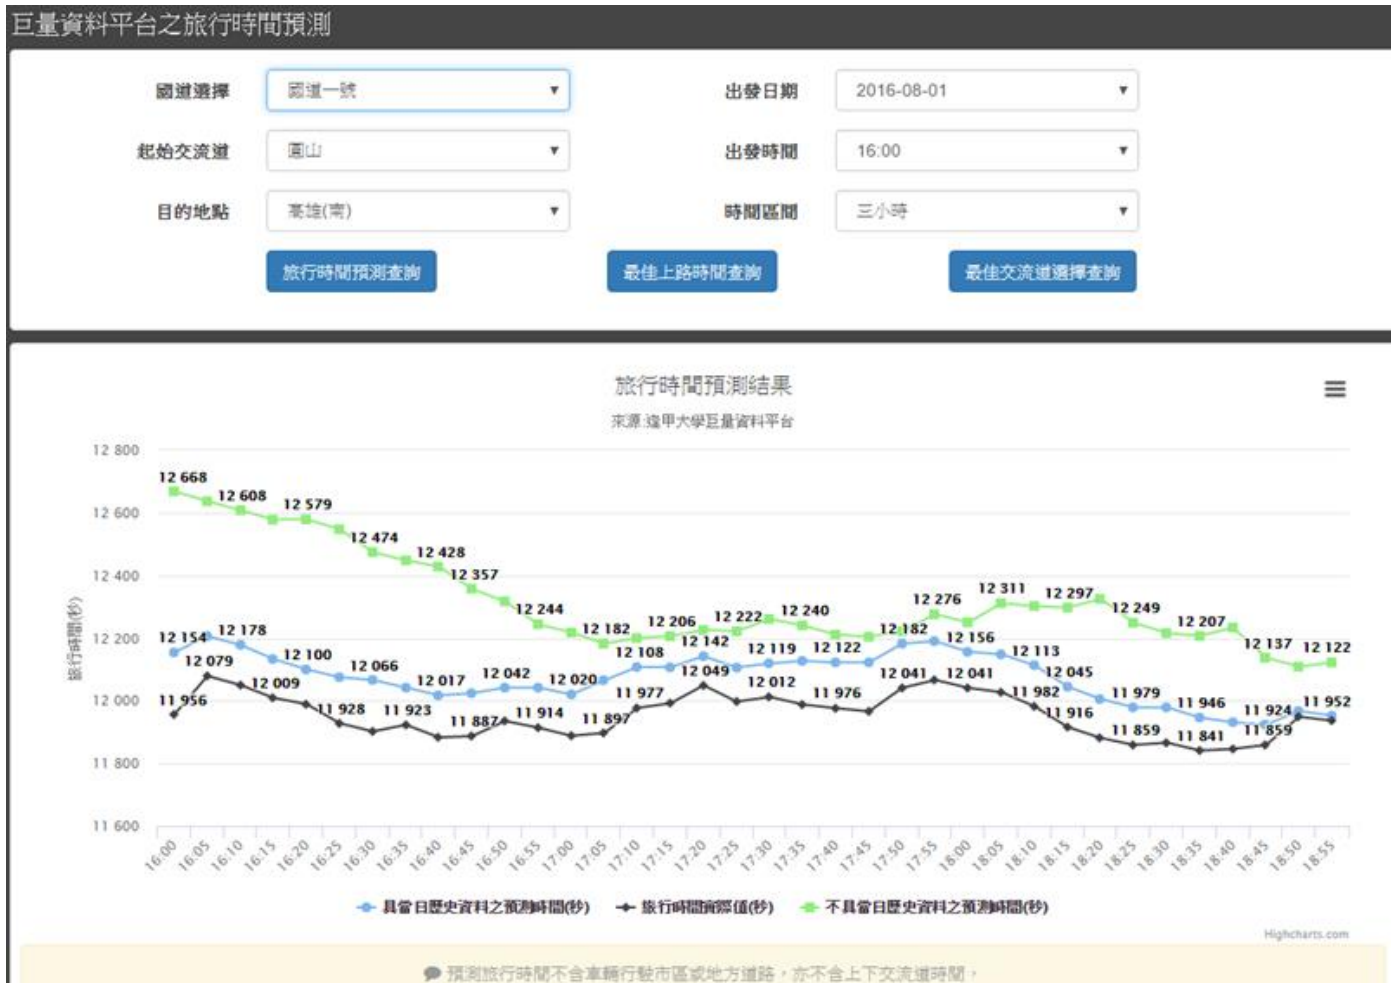 巨量資料平台之旅行時間預測
國道選擇 國道一號 ▼ 出發日期 2016-08-01 ▼
起始交流道 圓山 ▼ 出發時間 16:00 ▼
目的地點 高雄(南) ▼ 時間區間 三小時 ▼
旅行時間預測查詢 最佳上路時間查詢 最佳交流道選擇查詢
旅行時間預測結果
來源:逢甲大學巨量資料平台
旅行時間(秒)
12 800
12 600
12 400
12 200
12 000
11 800
11 600
12 668 12 608 12 579 12 474 12 428 12 357 12 244 12 182 12 206 12 222 12 240 12 276 12 311 12 297 12 249 12 207 12 137 12 122
12 154 12 178 12 100 12 066 12 017 12 042 12 020 12 108 12 142 12 119 12 122 12 182 12 156 12 113 12 045 11 979 11 946 11 924 11 952
11 956 12 079 12 009 11 928 11 923 11 887 11 914 11 897 11 977 12 049 12 012 11 976 12 041 12 041 11 982 11 916 11 859 11 841 11 859
16:00 16:05 16:10 16:15 16:20 16:25 16:30 16:35 16:40 16:45 16:50 16:55 17:00 17:05 17:10 17:15 17:20 17:25 17:30 17:35 17:40 17:45 17:50 17:55 18:00 18:05 18:10 18:15 18:20 18:25 18:30 18:35 18:40 18:45 18:50 18:55
具當日歷史資料之預測時間(秒) 旅行時間實際值(秒) 不具當日歷史資料之預測時間(秒)
Highcharts.com
預測旅行時間不含車輛行駛市區或地方道路，亦不含上下交流道時間，